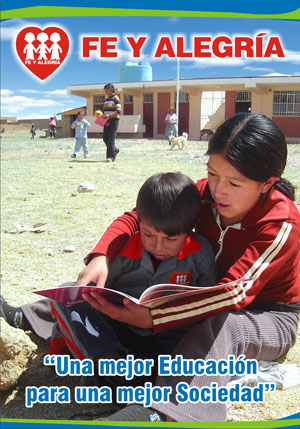 FE Y ALEGRÍA
FE Y ALEGRÍA
“Una mejor Educación
para una mejor Sociedad”